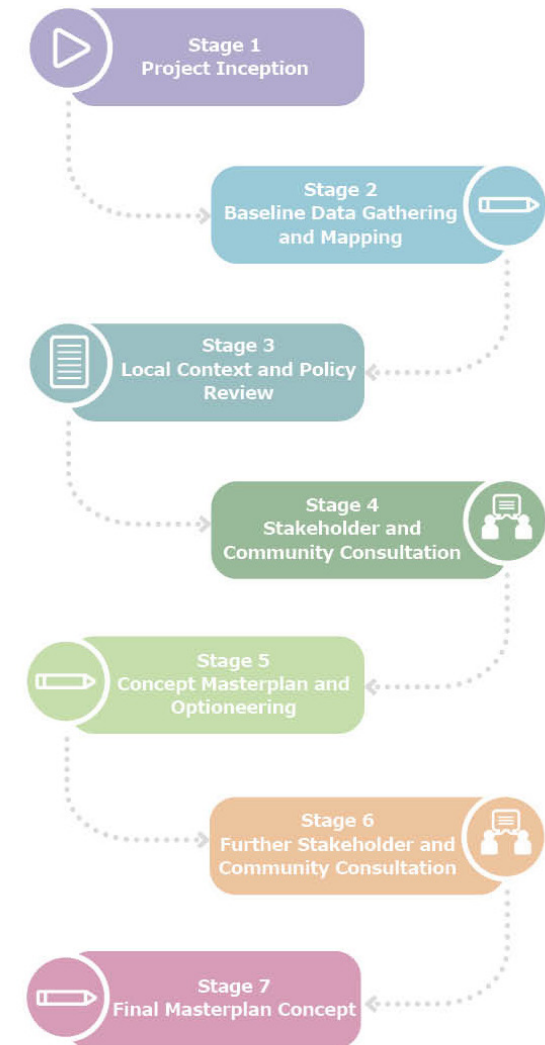 Stage 1
Project Inception
Stage 2
Baseline Data Gathering
and Mapping
Stage 3
Local Context and Policy
Review
Stage 4
Stakeholder and
Community Consultation
Stage 5
Concept Masterplan and
Optioneering
Stage 6
Further Stakeholder and
Community Consultation
Stage 7
Final Masterplan Concept